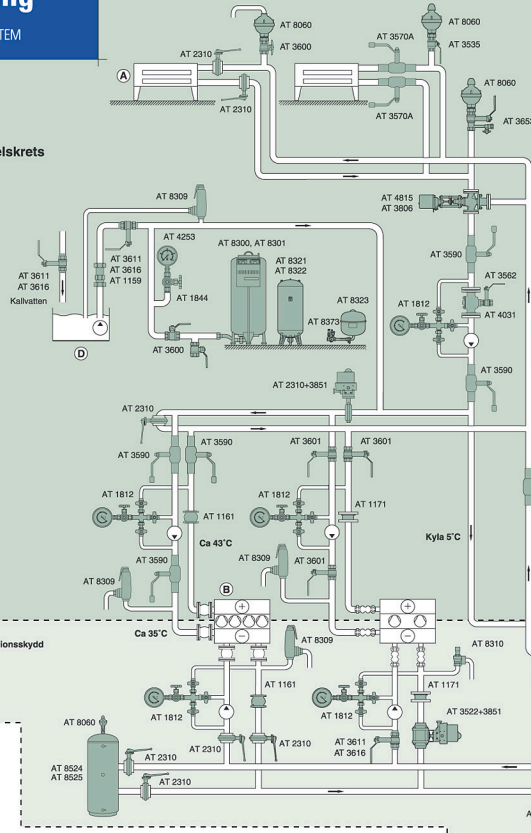 ng
TEM
elskrets
AT 8060
AT 3600
AT 2310
AT 3570A
AT 8060
AT 3535
A
AT 2310
AT 3570A
AT 8060
AT 365
AT 8309
AT 4815
AT 3806
AT 4253
AT 8300, AT 8301
AT 3611
AT 3616
AT 1159
AT 8321
AT 8322
AT 3590
AT 3562
AT 3611
AT 3616
Kallvatten
AT 1844
AT 8323
AT 8373
AT 1812
AT 4031
AT 3600
D
AT 3590
AT 2310+3851
AT 2310
AT 3590
AT 3590
AT 3601
AT 3601
AT 1812
AT 1161
AT 1812
AT 1171
Ca 43˚C
Kyla 5˚C
AT 3590
AT 8309
AT 8309
AT 3601
B
+
–
+
–
Ca 35˚C
AT 8309
AT 8310
ionsskydd
AT 1161
AT 1171
AT 1812
AT 1812
AT 3522+3851
AT 8060
AT 2310
AT 2310
AT 3611
AT 3616
AT 2310
AT 8524
AT 8525
AT 2310
A